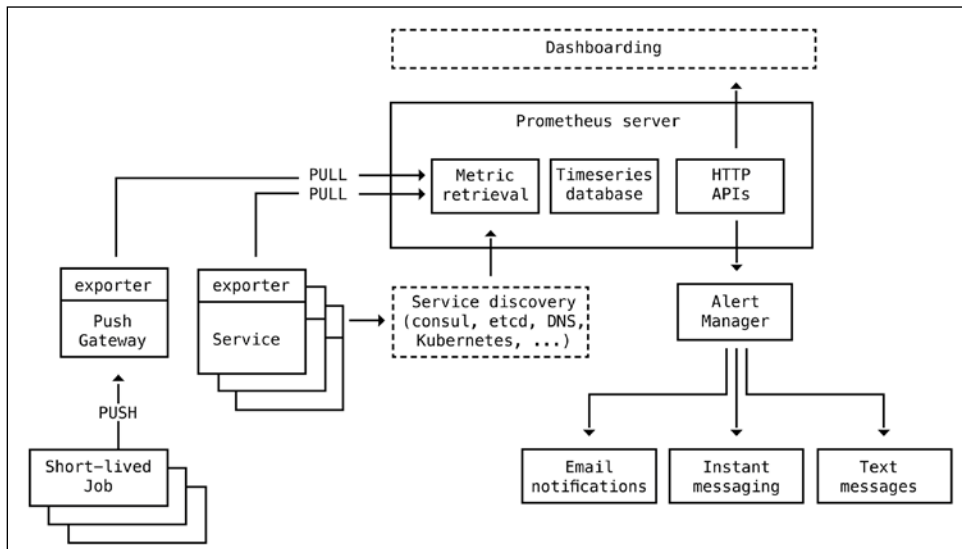 Dashboarding
Prometheus server
PULL
PULL
Metric
retrieval
Timeseries
database
HTTP
APIs
exporter
Push
Gateway
exporter
Service
Service discovery
(consul, etcd, DNS,
Kubernetes, ...)
Alert
Manager
PUSH
Short-lived
Job
Email
notifications
Instant
messaging
Text
messages